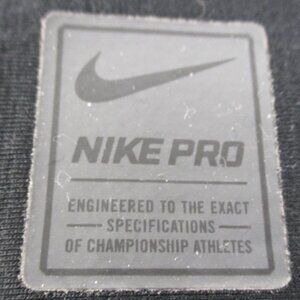 NIKE PRO
ENGINEERED TO THE EXACT
SPECIFICATIONS
OF CHAMPIONSHIP ATHLETES